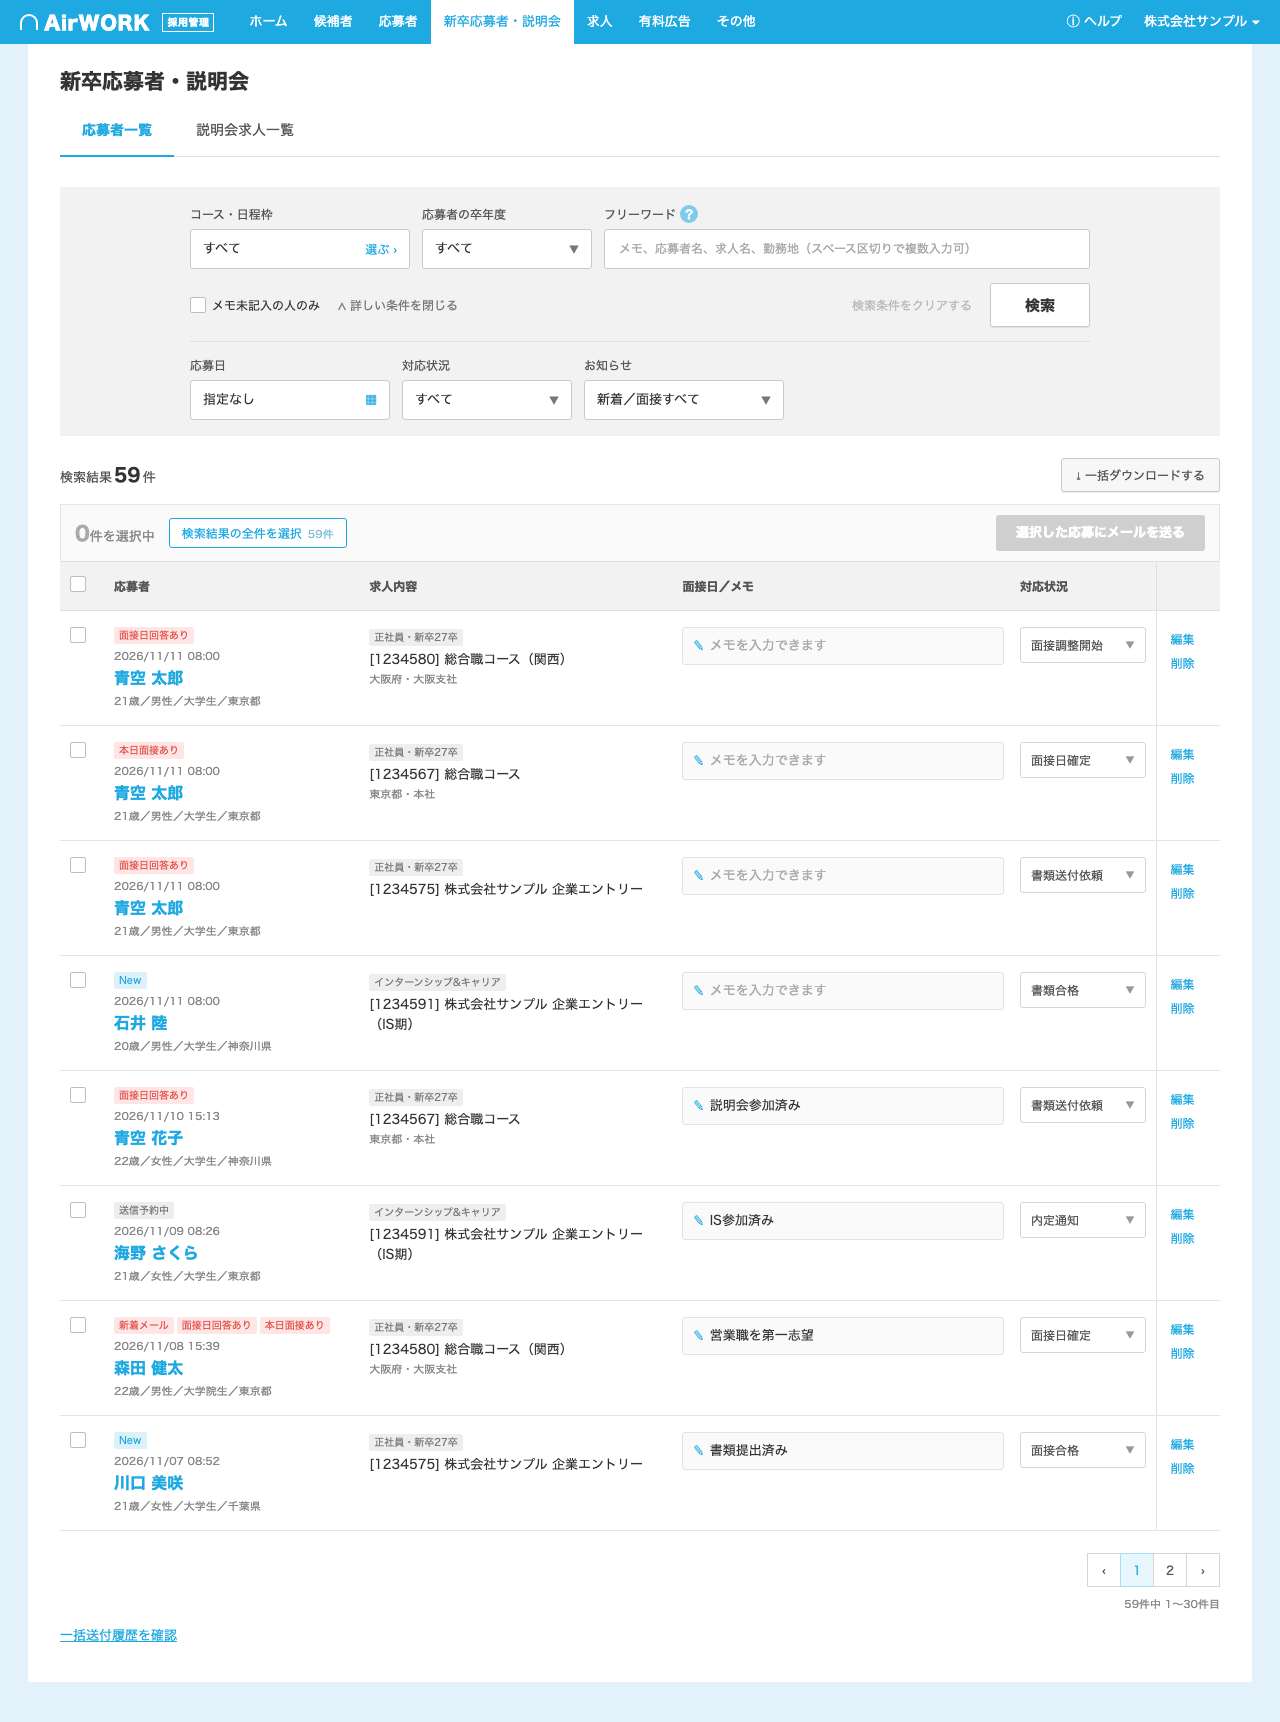 AirWORK 採用管理 ホーム 候補者 応募者 新卒応募者・説明会 求人 有料広告 その他 ヘルプ 株式会社サンプル
新卒応募者・説明会
応募者一覧 説明会求人一覧
コース・日程枠 応募者の卒年度 フリーワード ?
すべて 選ぶ › すべて ▼ メモ、応募者名、求人名、勤務地（スペース区切りで複数入力可）
メモ未記入の人のみ ∧ 詳しい条件を閉じる 検索条件をクリアする 検索
応募日 対応状況 お知らせ
指定なし すべて ▼ 新着／面接すべて ▼
検索結果 59 件 ↓ 一括ダウンロードする
0件を選択中 検索結果の全件を選択 59件 選択した応募にメールを送る
応募者 求人内容 面接日／メモ 対応状況
面接日回答あり
2026/11/11 08:00
青空 太郎
21歳／男性／大学生／東京都
正社員・新卒27卒
[1234580] 総合職コース（関西）
大阪府・大阪支社
メモを入力できます
面接調整開始 ▼
編集
削除
本日面接あり
2026/11/11 08:00
青空 太郎
21歳／男性／大学生／東京都
正社員・新卒27卒
[1234567] 総合職コース
東京都・本社
メモを入力できます
面接日確定 ▼
編集
削除
面接日回答あり
2026/11/11 08:00
青空 太郎
21歳／男性／大学生／東京都
正社員・新卒27卒
[1234575] 株式会社サンプル 企業エントリー
メモを入力できます
書類送付依頼 ▼
編集
削除
New
2026/11/11 08:00
石井 陸
20歳／男性／大学生／神奈川県
インターンシップ&キャリア
[1234591] 株式会社サンプル 企業エントリー
（IS期）
メモを入力できます
書類合格 ▼
編集
削除
面接日回答あり
2026/11/10 15:13
青空 花子
22歳／女性／大学生／神奈川県
正社員・新卒27卒
[1234567] 総合職コース
東京都・本社
説明会参加済み
書類送付依頼 ▼
編集
削除
送信予約中
2026/11/09 08:26
海野 さくら
21歳／女性／大学生／東京都
インターンシップ&キャリア
[1234591] 株式会社サンプル 企業エントリー
（IS期）
IS参加済み
内定通知 ▼
編集
削除
新着メール 面接日回答あり 本日面接あり
2026/11/08 15:39
森田 健太
22歳／男性／大学院生／東京都
正社員・新卒27卒
[1234580] 総合職コース（関西）
大阪府・大阪支社
営業職を第一志望
面接日確定 ▼
編集
削除
New
2026/11/07 08:52
川口 美咲
21歳／女性／大学生／千葉県
正社員・新卒27卒
[1234575] 株式会社サンプル 企業エントリー
書類提出済み
面接合格 ▼
編集
削除
‹ 1 2 ›
59件中 1〜30件目
一括送付履歴を確認